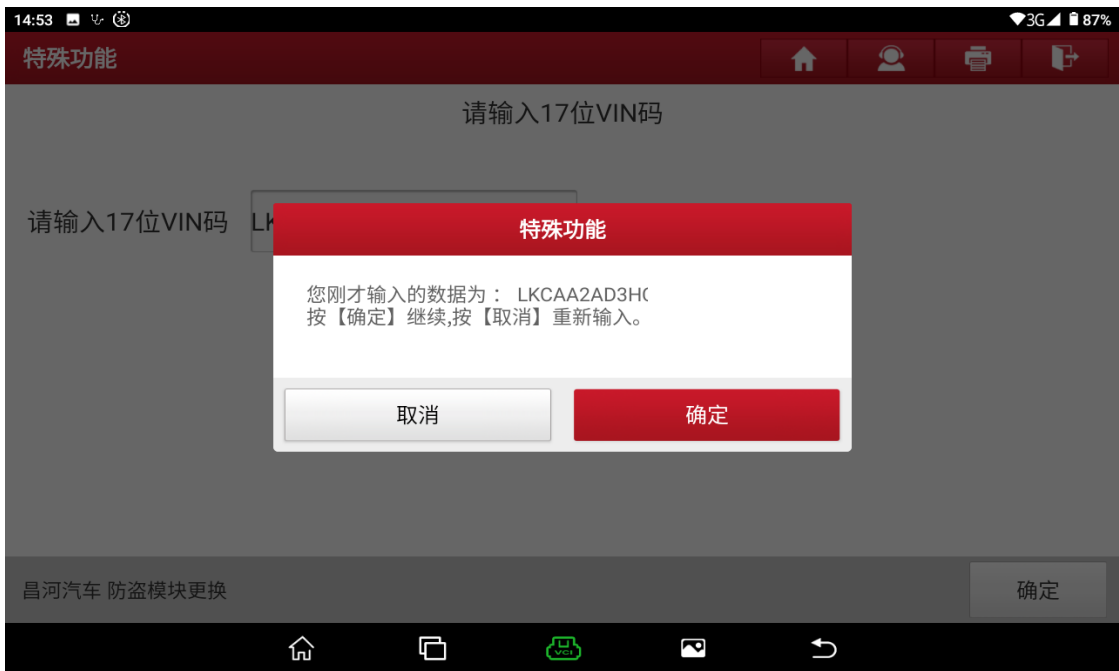 14:53 3G 87%
特殊功能
请输入17位VIN码
请输入17位VIN码 LK
特殊功能
您刚才输入的数据为： LKCAA2AD3H
按【确定】继续,按【取消】重新输入。
取消 确定
昌河汽车 防盗模块更换 确定
VCI